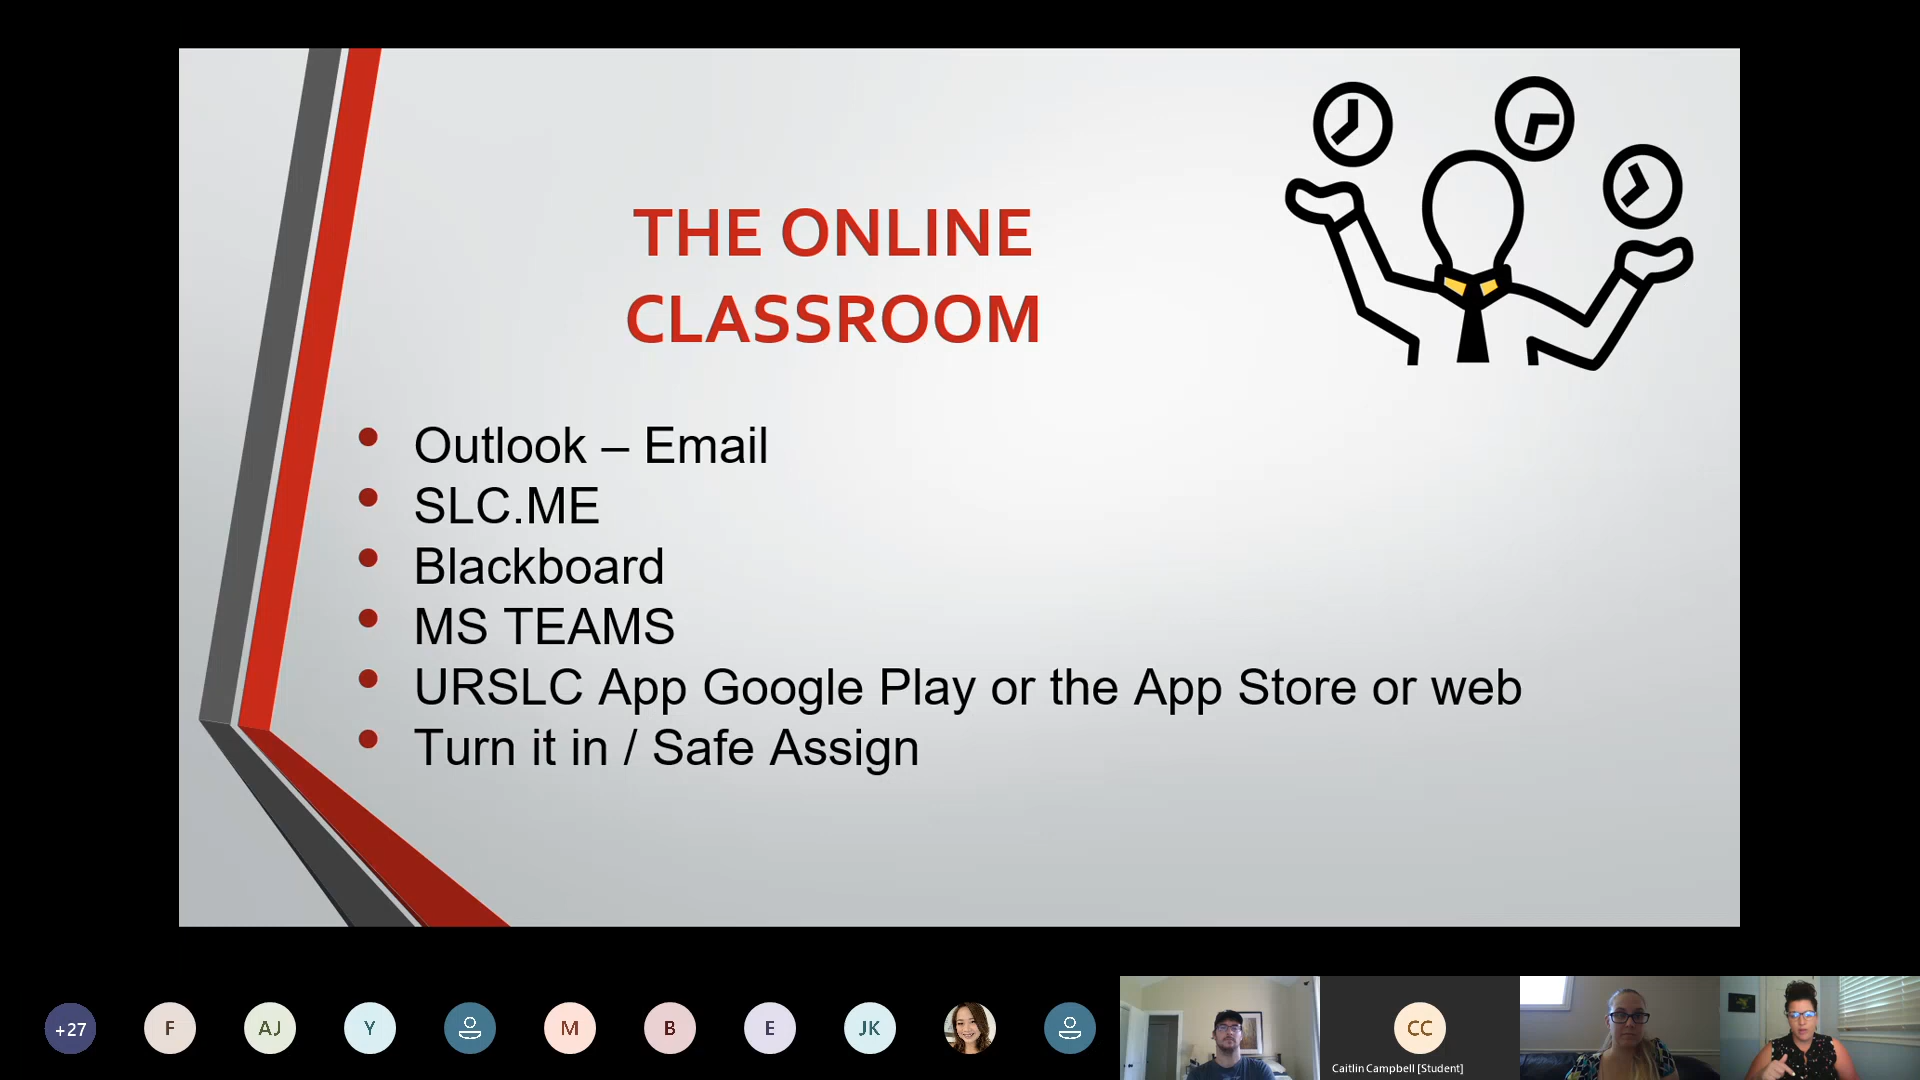 THE ONLINE
CLASSROOM
Outlook – Email
SLC.ME
Blackboard
MS TEAMS
URSLC App Google Play or the App Store or web
Turn it in / Safe Assign
+27
F
AJ
Y
M
B
E
JK
CC
Caitlin Campbell [Student]